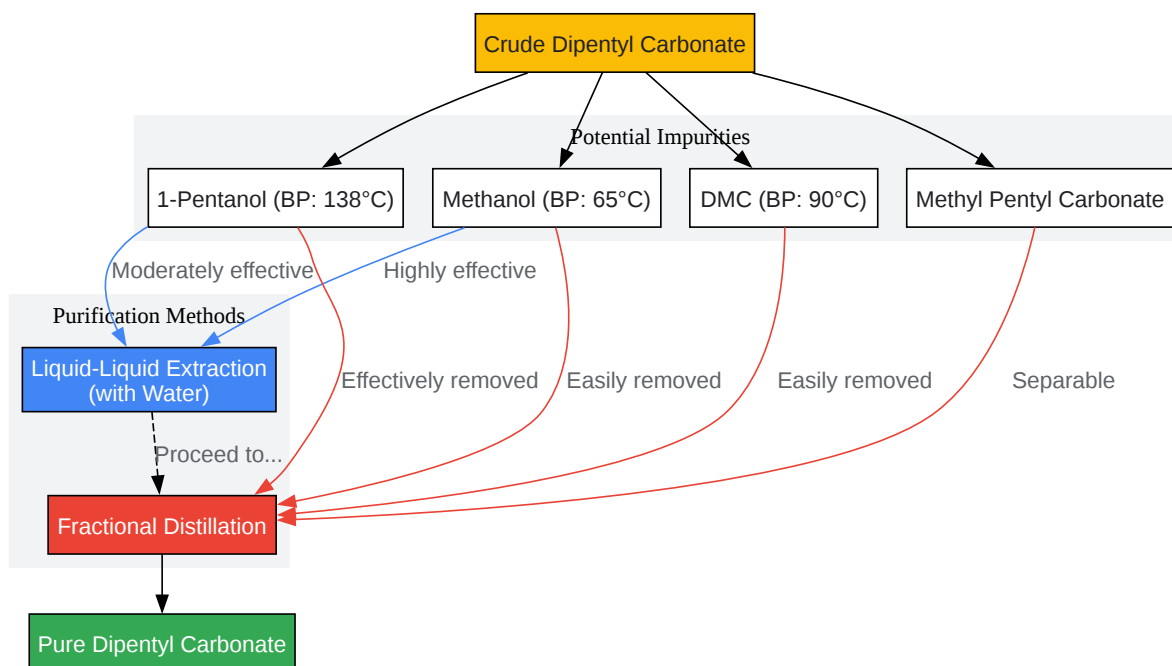 Crude Dipentyl Carbonate
Potential Impurities
1-Pentanol (BP: 138°C)
Methanol (BP: 65°C)
DMC (BP: 90°C)
Methyl Pentyl Carbonate
Moderately effective
Highly effective
Purification Methods
Liquid-Liquid Extraction
(with Water)
Effectively removed
Easily removed
Easily removed
Separable
Proceed to...
Fractional Distillation
Pure Dipentyl Carbonate